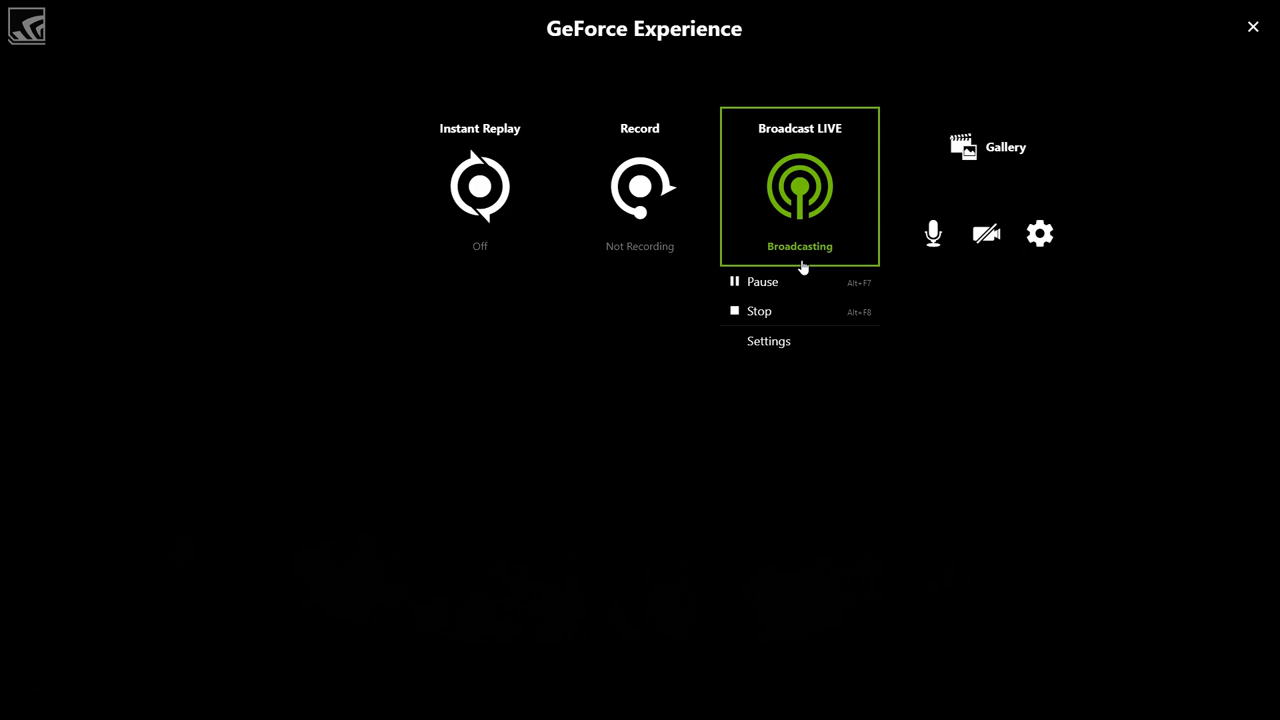 GeForce Experience
Instant Replay
Off
Record
Not Recording
Broadcast LIVE
Broadcasting
Pause Alt+F7
Stop Alt+F8
Settings
Gallery